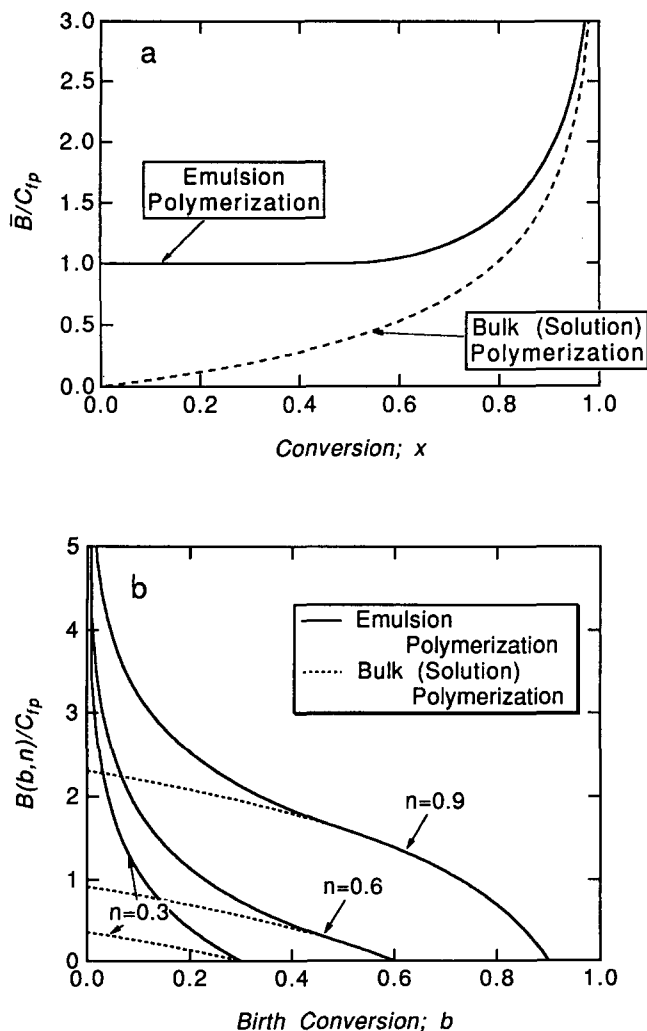 3.0
2.5
2.0
1.5
1.0
0.5
0.0
B̄/C_fp
a
Emulsion
Polymerization
Bulk (Solution)
Polymerization
0.0 0.2 0.4 0.6 0.8 1.0
Conversion; x
5
4
3
2
1
0
B(b,n)/C_fp
b
Emulsion
Polymerization
Bulk (Solution)
Polymerization
n=0.9
n=0.6
n=0.3
0.0 0.2 0.4 0.6 0.8 1.0
Birth Conversion; b